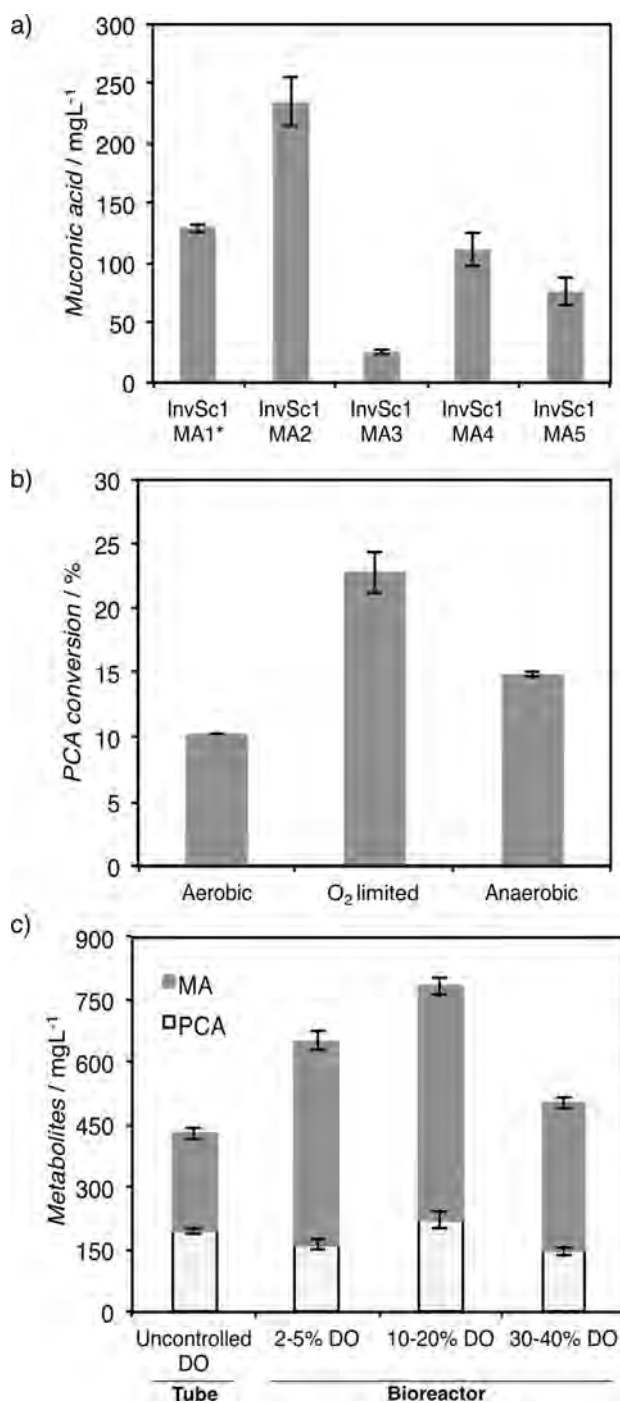 a)
300
250
200
150
100
50
0
Muconic acid / mgL⁻¹
InvSc1 InvSc1 InvSc1 InvSc1 InvSc1
MA1* MA2 MA3 MA4 MA5
b)
30
25
20
15
10
5
0
PCA conversion / %
Aerobic O₂ limited Anaerobic
c)
900
750
600
450
300
150
0
Metabolites / mgL⁻¹
MA
PCA
Uncontrolled 2-5% DO 10-20% DO 30-40% DO
DO
Tube Bioreactor